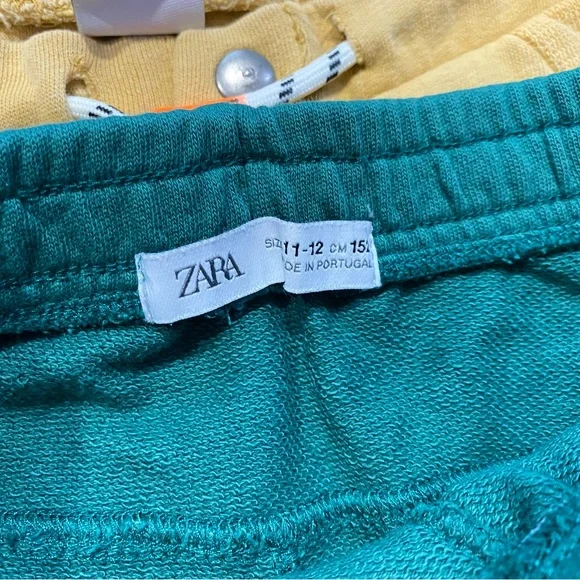 ZARA
SIZE 11-12 CM 152
MADE IN PORTUGAL